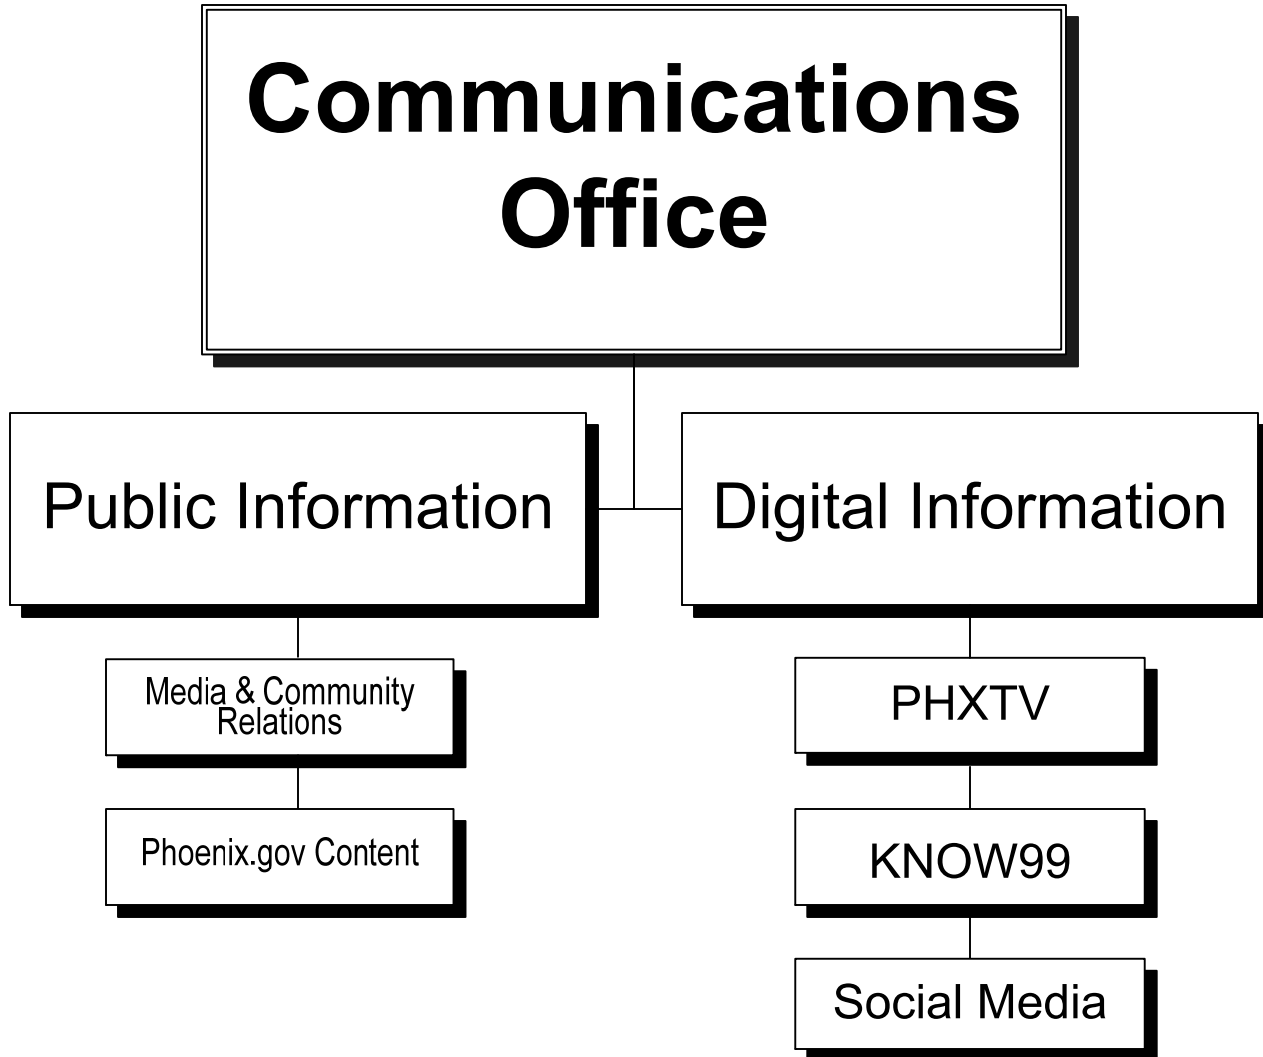 Communications
Office
Public Information
Digital Information
Media & Community
Relations
PHXTV
Phoenix.gov Content
KNOW99
Social Media